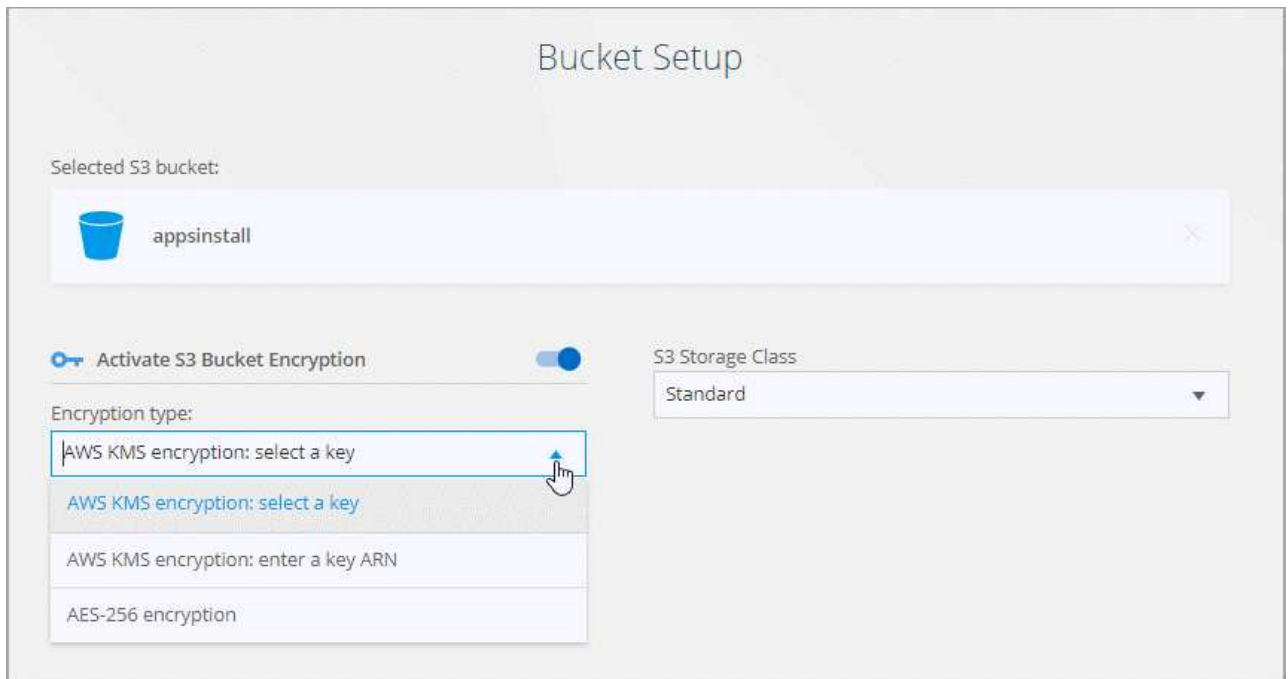 Bucket Setup
Selected S3 bucket:
appsinstall
Activate S3 Bucket Encryption
S3 Storage Class
Standard
Encryption type:
AWS KMS encryption: select a key
AWS KMS encryption: select a key
AWS KMS encryption: enter a key ARN
AES-256 encryption